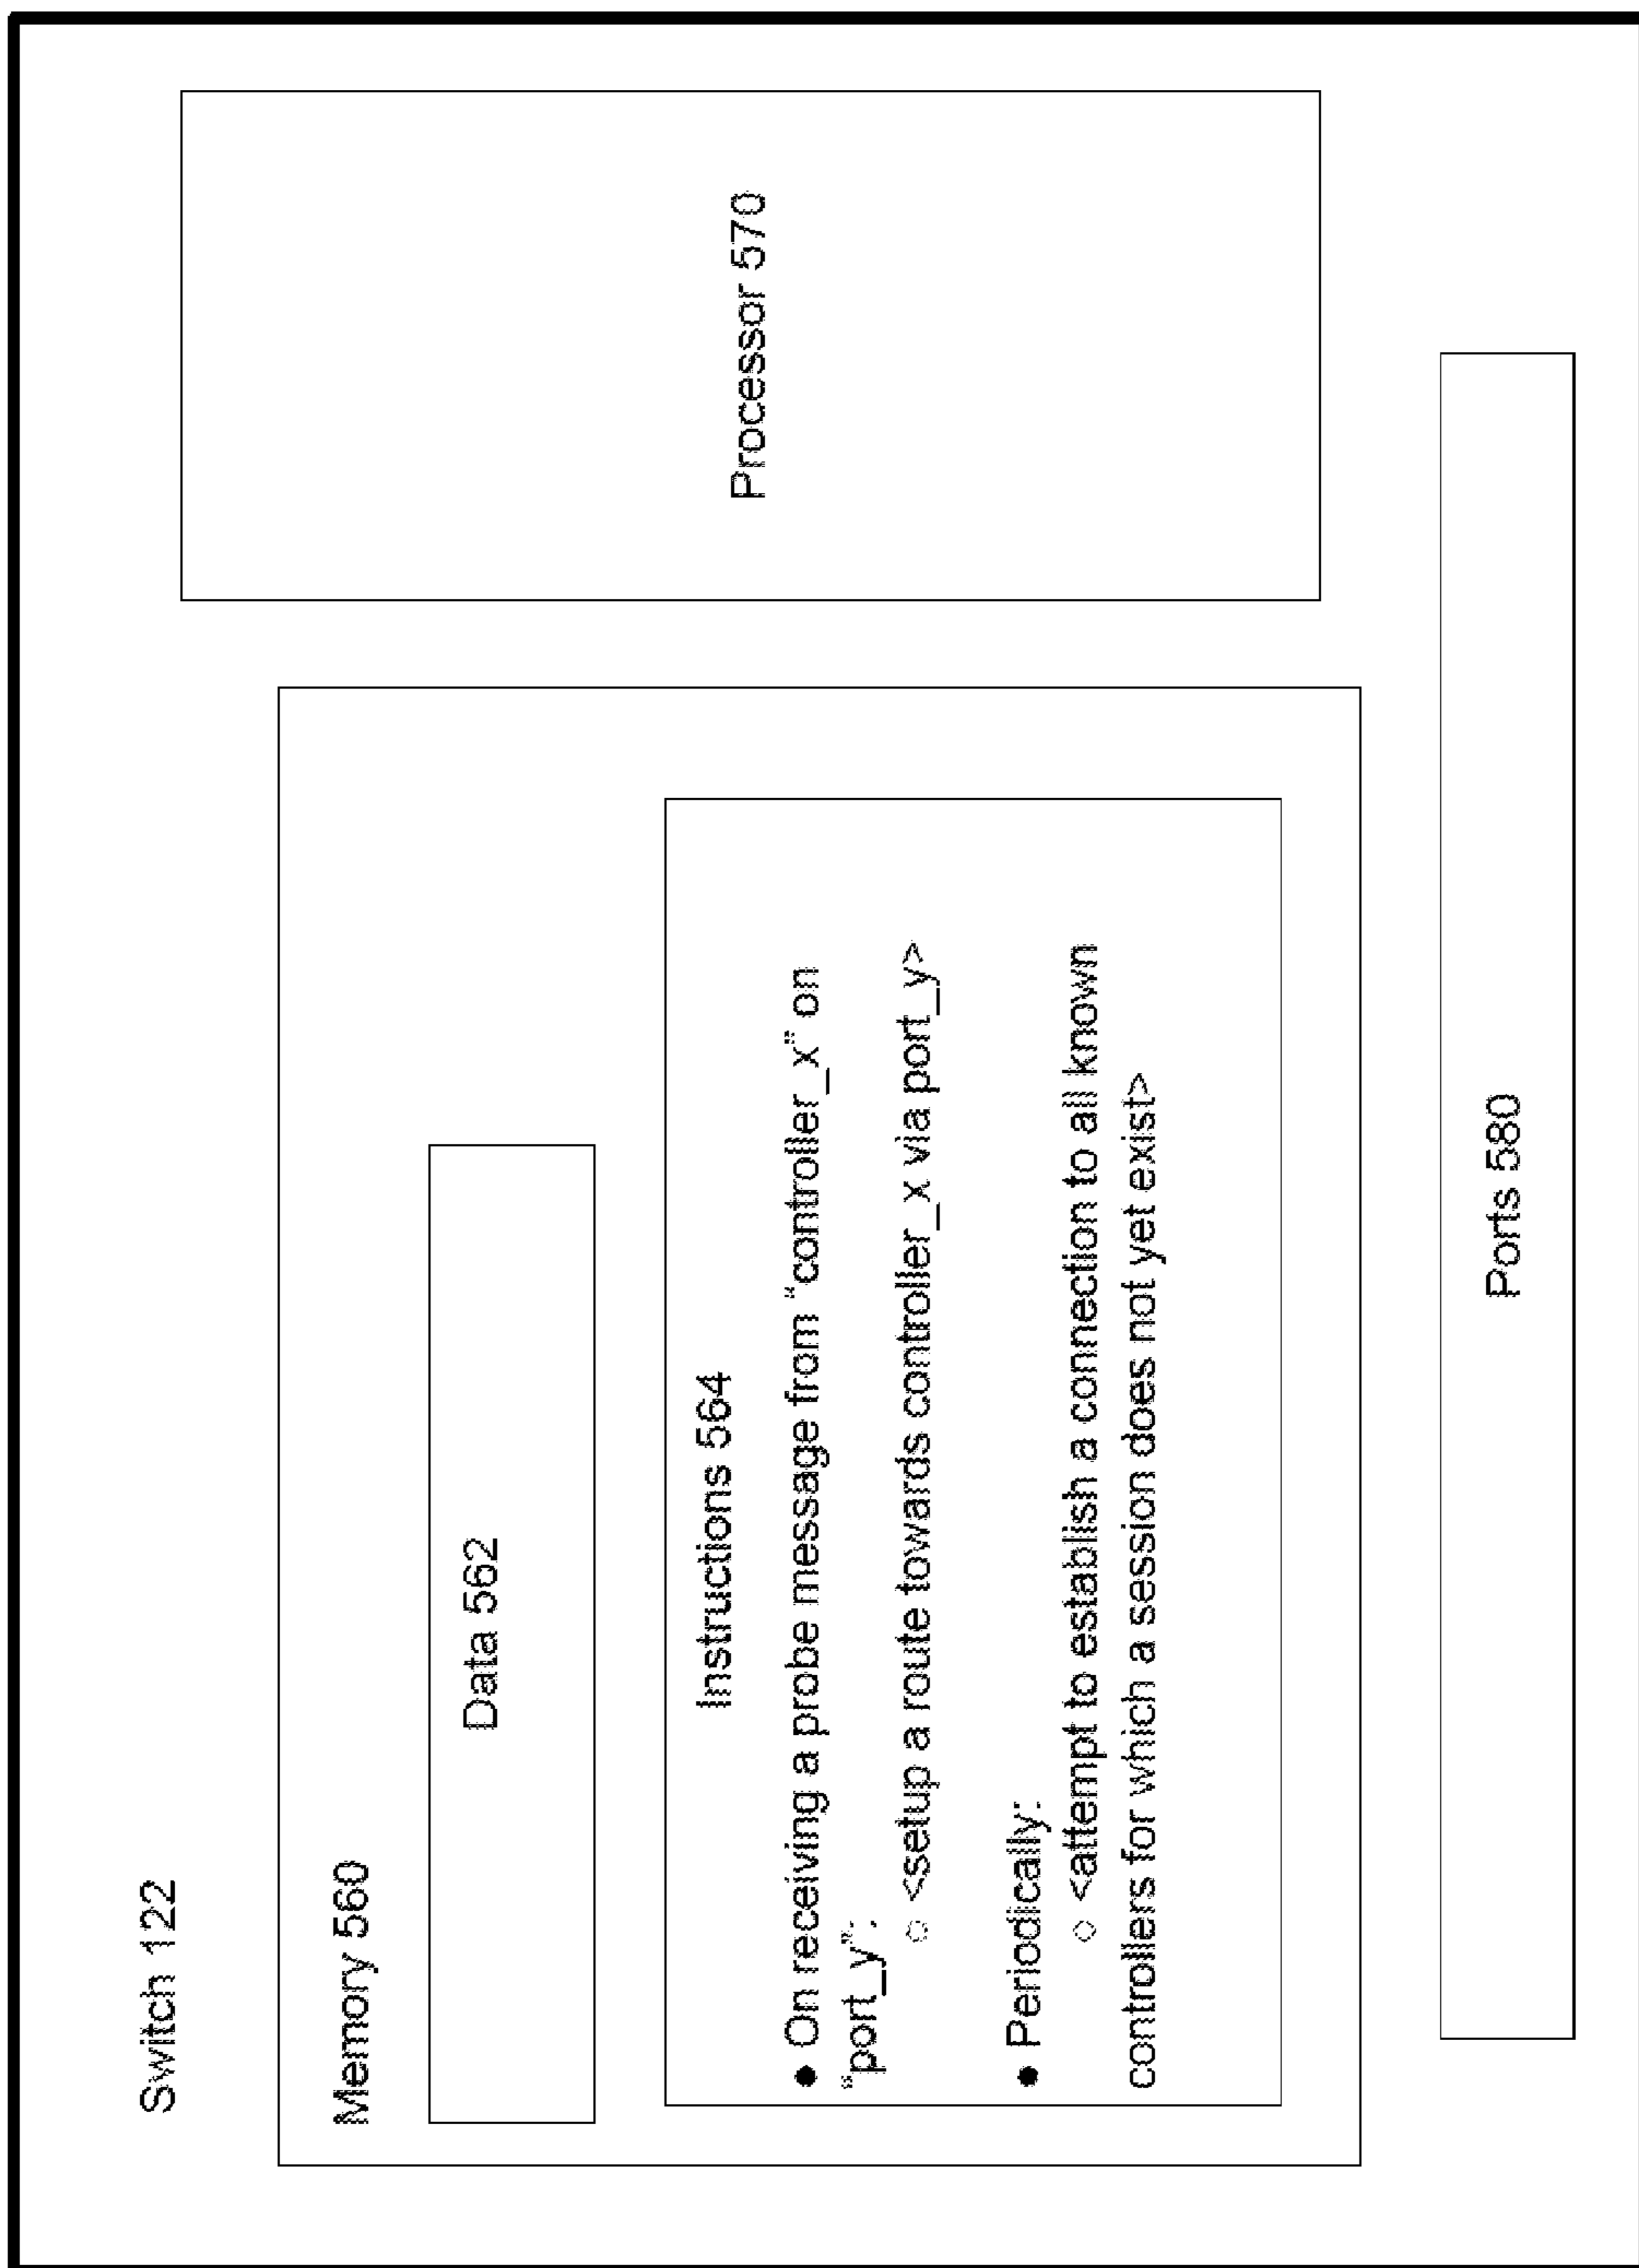 Switch 122
Memory 560
Data 562
Instructions 564
● On receiving a probe message from “controller_x” on
“port_y”:
○ <setup a route towards controller_x via port_y>
● Periodically:
○ <attempt to establish a connection to all known
controllers for which a session does not yet exist>
Processor 570
Ports 580